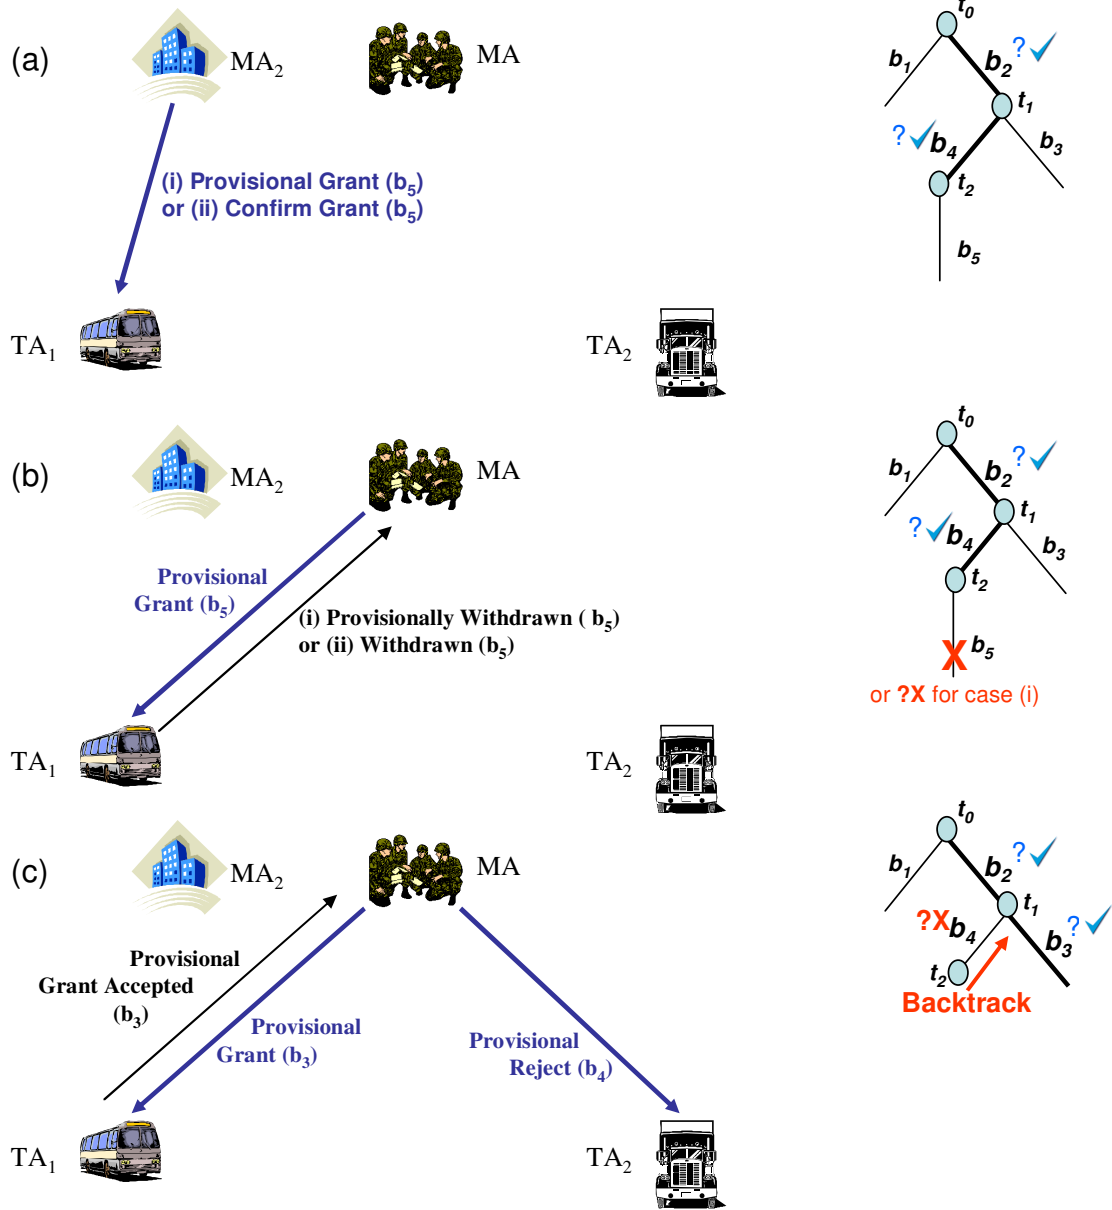 (a)
MA2
MA
(i) Provisional Grant (b5)
or (ii) Confirm Grant (b5)
TA1
TA2
t0
b1
b2 ?
t1
? b4
b3
t2
b5
(b)
MA2
MA
Provisional
Grant (b5)
(i) Provisionally Withdrawn ( b5)
or (ii) Withdrawn (b5)
TA1
TA2
t0
b1
b2 ?
t1
? b4
b3
t2
X b5
or ?X for case (i)
(c)
MA2
MA
Provisional
Grant Accepted
(b3)
Provisional
Grant (b3)
Provisional
Reject (b4)
TA1
TA2
t0
b1
b2 ?
t1
?X b4
b3 ?
t2
Backtrack